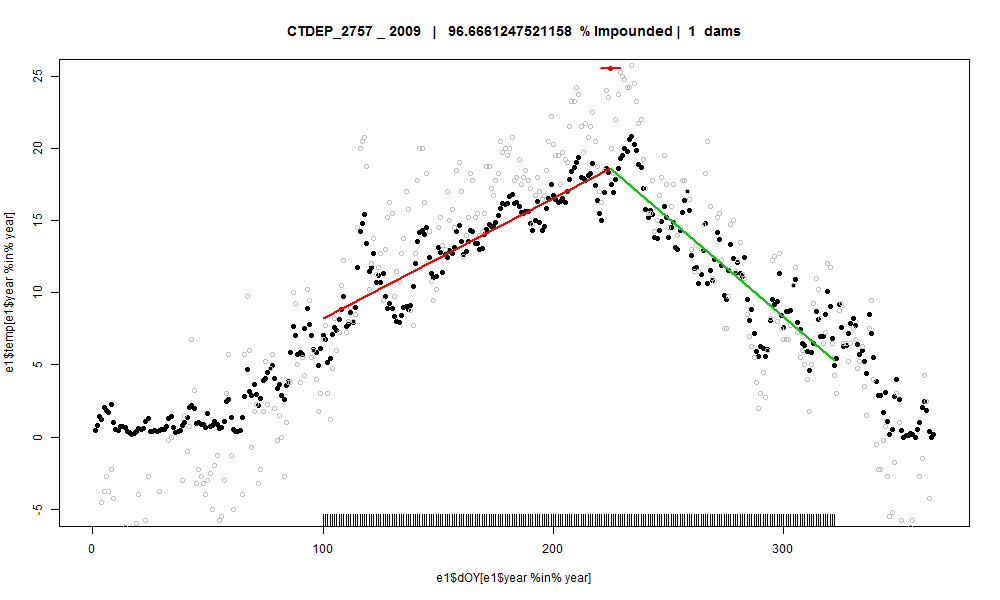 CTDEP_2757 _ 2009 | 96.6661247521158 % Impounded | 1 dams
e1$temp[e1$year %in% year]
25
20
15
10
5
0
-5
0 100 200 300
e1$dOY[e1$year %in% year]